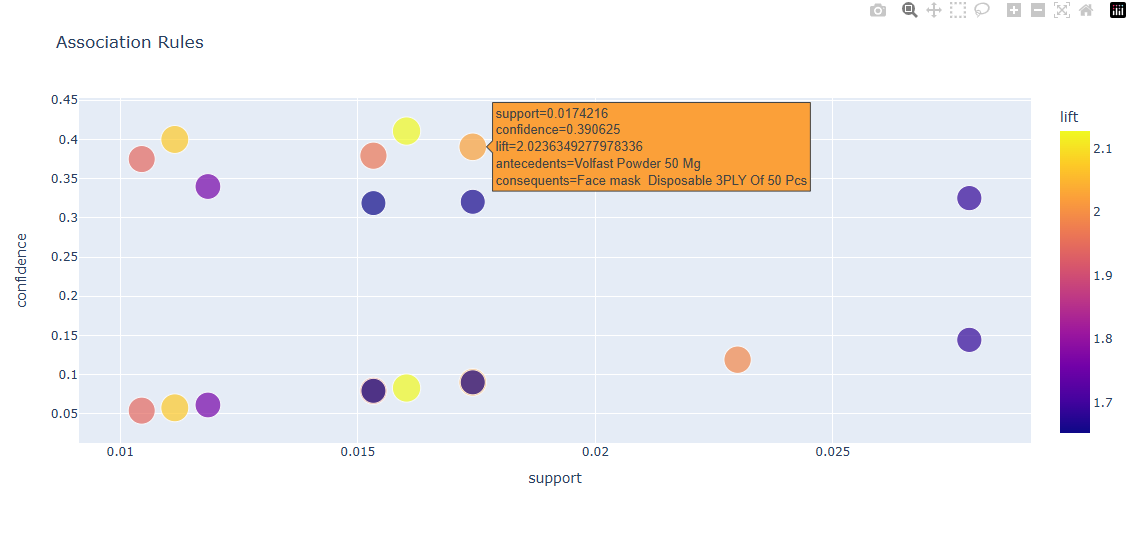 Association Rules
0.45
0.4
0.35
0.3
0.25
0.2
0.15
0.1
0.05
confidence
support=0.0174216
confidence=0.390625
lift=2.0236349277978336
antecedents=Volfast Powder 50 Mg
consequents=Face mask  Disposable 3PLY Of 50 Pcs
lift
2.1
2
1.9
1.8
1.7
0.01
0.015
0.02
0.025
support